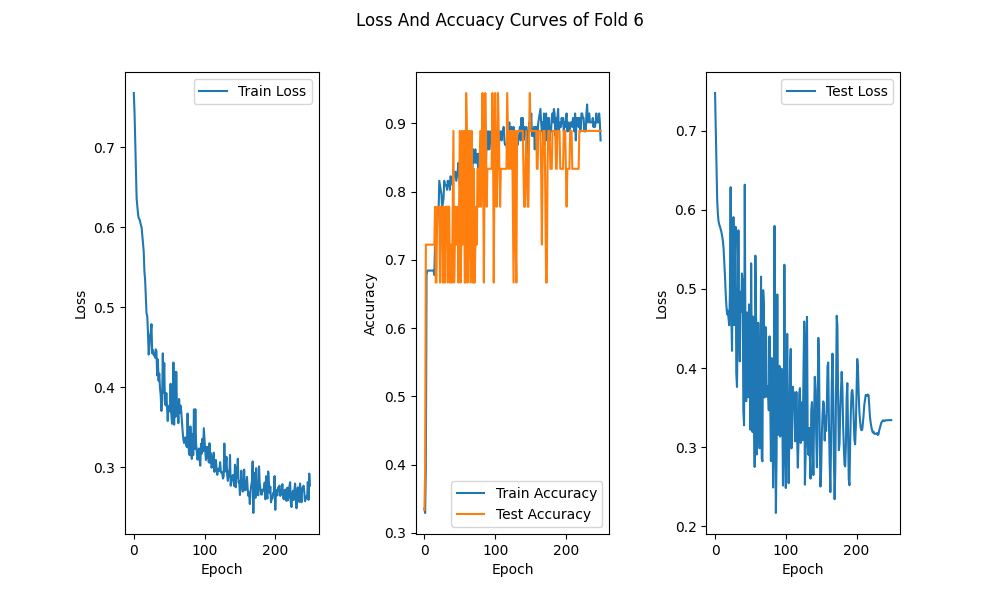 Loss And Accuacy Curves of Fold 6
Train Loss
Loss
0.7
0.6
0.5
0.4
0.3
0 100 200
Epoch
Train Accuracy
Test Accuracy
Accuracy
0.9
0.8
0.7
0.6
0.5
0.4
0.3
0 100 200
Epoch
Test Loss
Loss
0.7
0.6
0.5
0.4
0.3
0.2
0 100 200
Epoch